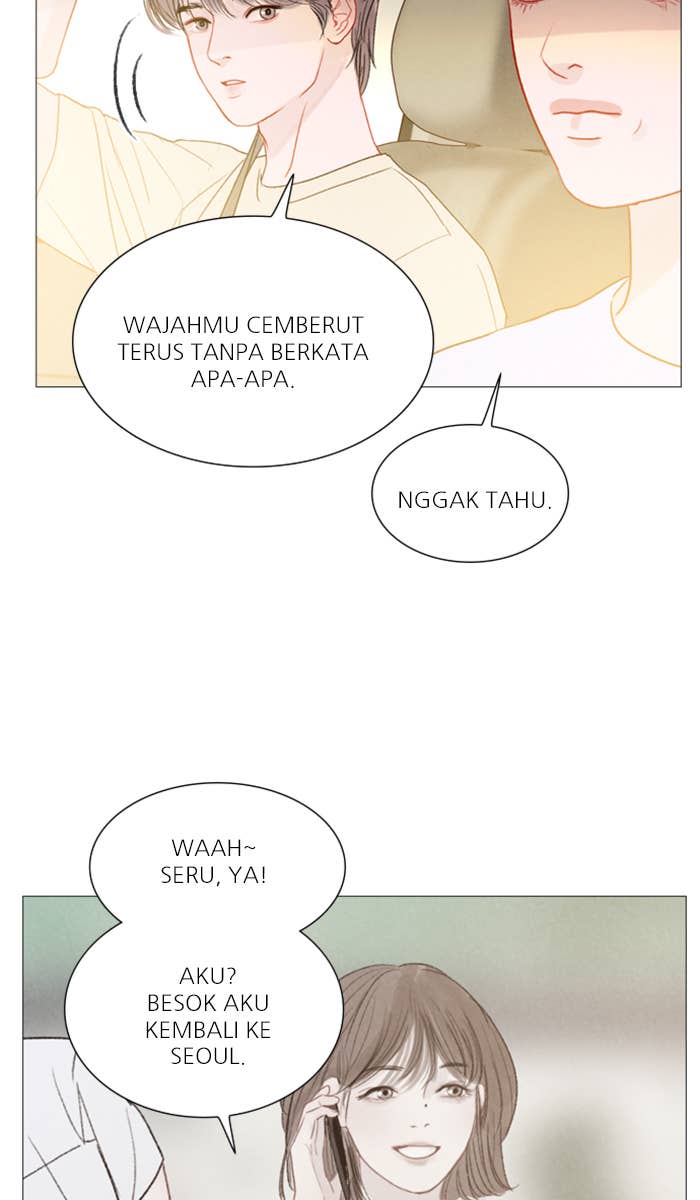 WAJAHMU CEMBERUT
TERUS TANPA BERKATA
APA-APA.
NGGAK TAHU.
WAAH~
SERU, YA!
AKU?
BESOK AKU
KEMBALI KE
SEOUL.